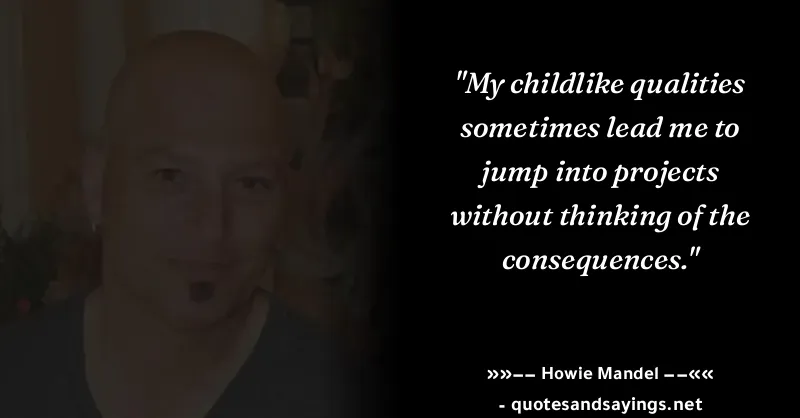 "My childlike qualities
sometimes lead me to
jump into projects
without thinking of the
consequences."
»»—— Howie Mandel ——««
- quotesandsayings.net